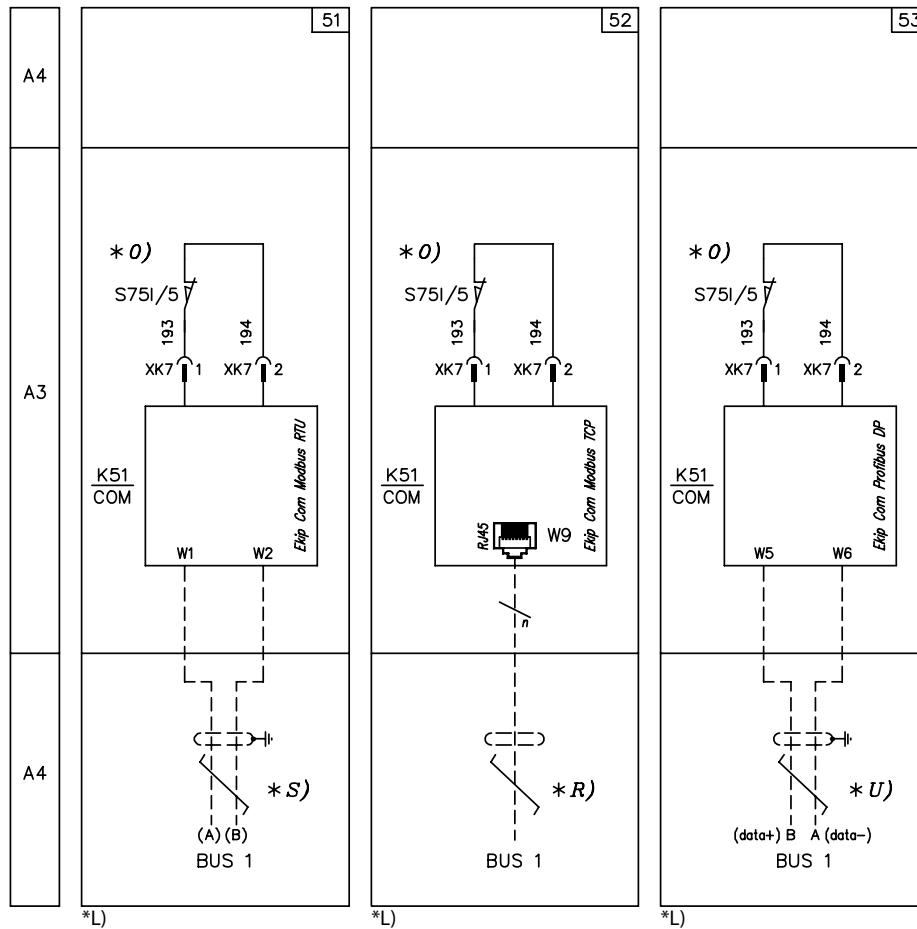 A4
A3
A4
51
*O)
S75I/5
193
194
XK7 1
XK7 2
K51
COM
Ekip Com Modbus RTU
W1
W2
*S)
(A) (B)
BUS 1
*L)
52
*O)
S75I/5
193
194
XK7 1
XK7 2
K51
COM
Ekip Com Modbus TCP
RJ45
W9
n
*R)
BUS 1
*L)
53
*O)
S75I/5
193
194
XK7 1
XK7 2
K51
COM
Ekip Com Profibus DP
W5
W6
*U)
(data+) B A (data-)
BUS 1
*L)